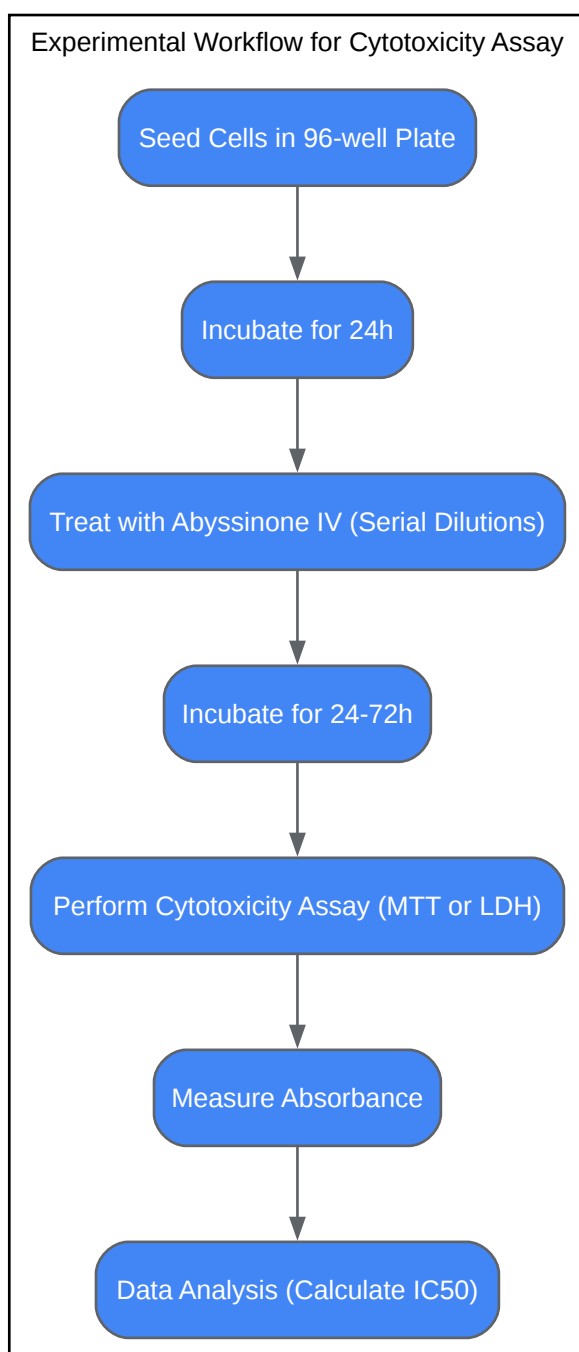 Experimental Workflow for Cytotoxicity Assay
Seed Cells in 96-well Plate
Incubate for 24h
Treat with Abyssinone IV (Serial Dilutions)
Incubate for 24-72h
Perform Cytotoxicity Assay (MTT or LDH)
Measure Absorbance
Data Analysis (Calculate IC50)